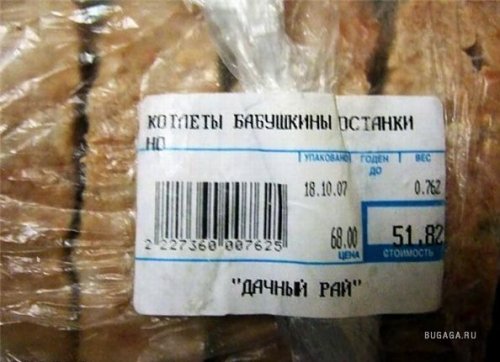 КОТЛЕТЫ БАБУШКИНЫ ОСТАНКИ
НО
УПАКОВАНО ГОДЕН ДО ВЕС
18.10.07 0.762
68.00 51.82
ЦЕНА СТОИМОСТЬ
2 227360 007625
"ДАЧНЫЙ РАЙ"
BUGAGA.RU